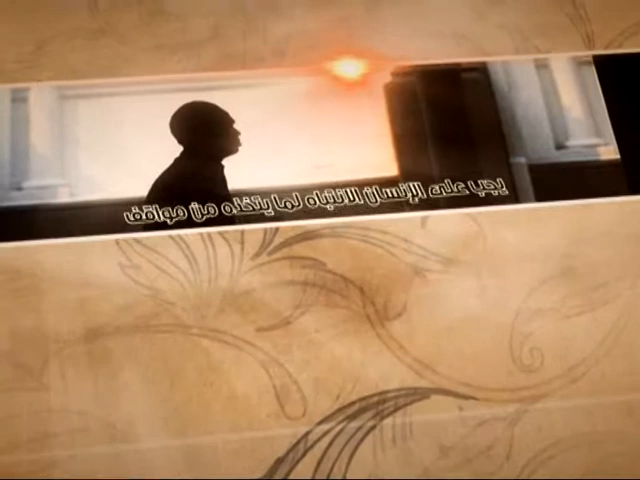 يجب على الإنسان الانتباه لما يتخذه من مواقف